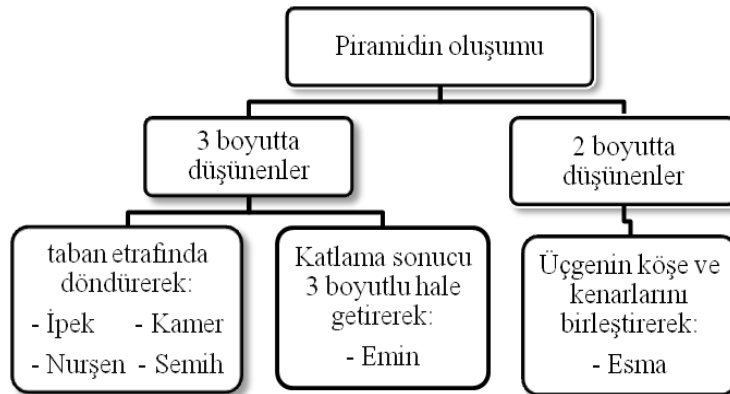 Piramidin oluşumu
3 boyutta
düşünenler
2 boyutta
düşünenler
taban etrafında
döndürerek:
- İpek - Kamer
- Nurşen - Semih
Katlama sonucu
3 boyutlu hale
getirerek:
- Emin
Üçgenin köşe ve
kenarlarını
birleştirerek:
- Esma